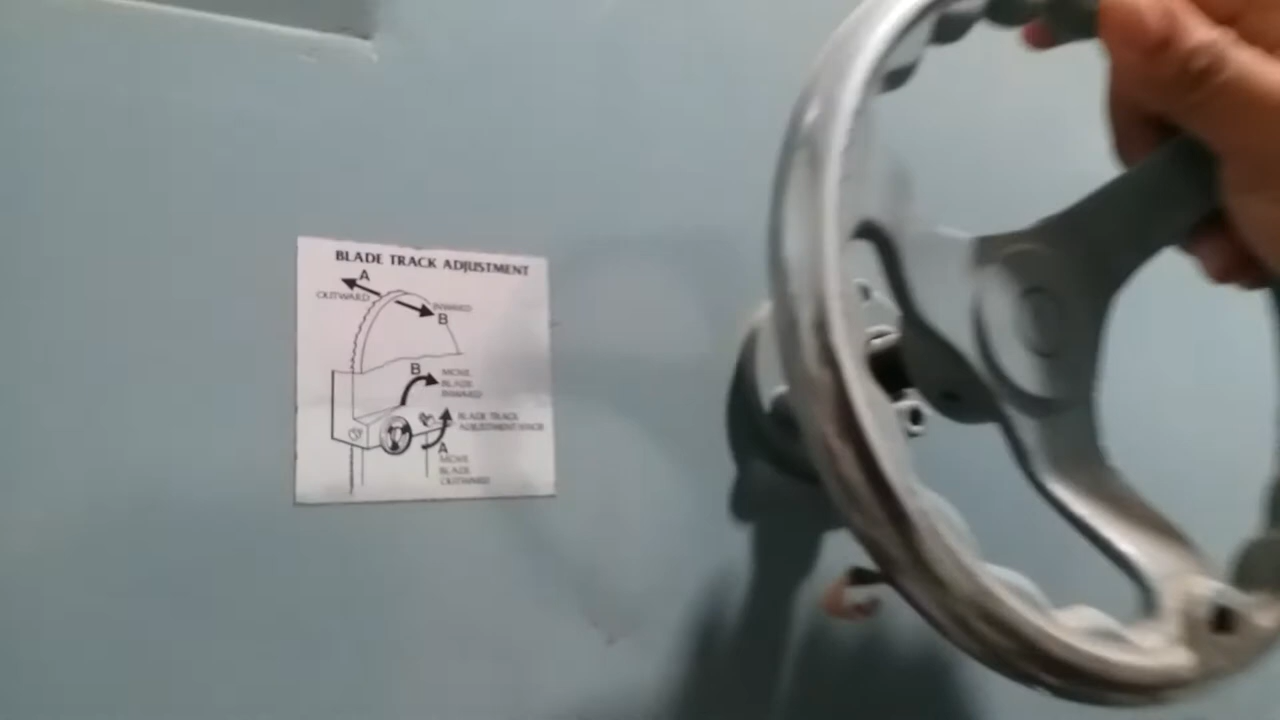 BLADE TRACK ADJUSTMENT
A
OUTWARD
INWARD
B
B
MOVE
BLADE
INWARD
BLADE TRACK
ADJUSTMENT KNOB
A
MOVE
BLADE
OUTWARD